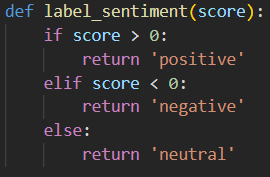 def label_sentiment(score):
    if score > 0:
        return 'positive'
    elif score < 0:
        return 'negative'
    else:
        return 'neutral'